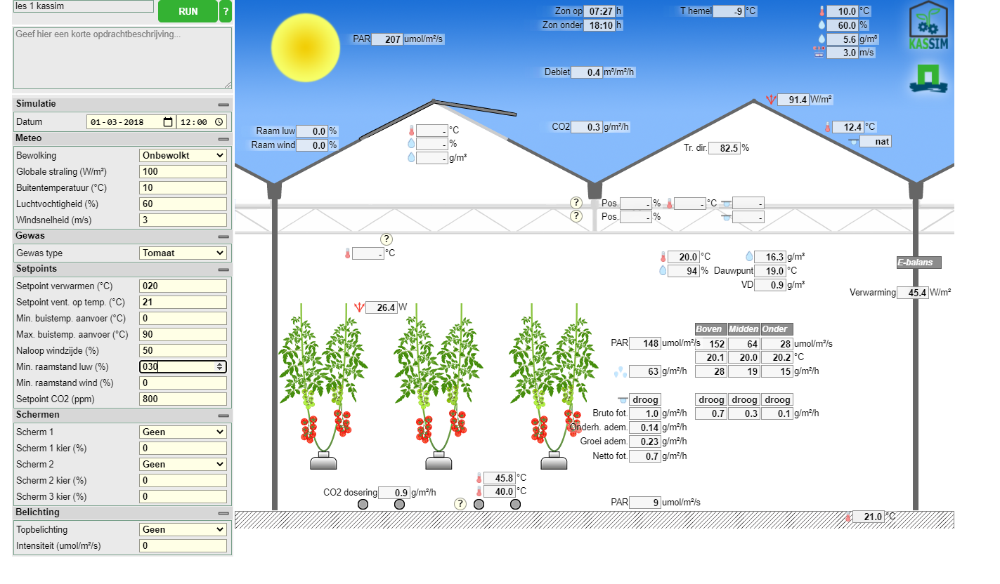 les 1 kassim
RUN
?
Geef hier een korte opdrachtbeschrijving...
Simulatie
Datum 01-03-2018 12:00
Meteo
Bewolking Onbewolkt
Globale straling (W/m²) 100
Buitentemperatuur (°C) 10
Luchtvochtigheid (%) 60
Windsnelheid (m/s) 3
Gewas
Gewas type Tomaat
Setpoints
Setpoint verwarmen (°C) 020
Setpoint vent. op temp. (°C) 21
Min. buistemp. aanvoer (°C) 0
Max. buistemp. aanvoer (°C) 90
Naloop windzijde (%) 50
Min. raamstand luw (%) 030
Min. raamstand wind (%) 0
Setpoint CO2 (ppm) 800
Schermen
Scherm 1 Geen
Scherm 1 kier (%) 0
Scherm 2 Geen
Scherm 2 kier (%) 0
Scherm 3 kier (%) 0
Belichting
Topbelichting Geen
Intensiteit (umol/m²/s) 0
Zon op 07:27 h
Zon onder 18:10 h
T hemel -9 °C
10.0 °C
60.0 %
5.6 g/m³
3.0 m/s
KASSIM
PAR 207 umol/m²/s
Debiet 0.4 m³/m²/h
91.4 W/m²
CO2 0.3 g/m²/h
12.4 °C
nat
Raam luw 0.0 %
Raam wind 0.0 %
- °C
- %
- g/m³
Tr. dir. 82.5 %
? Pos. - % - °C -
? Pos. - % -
?
- °C
20.0 °C 16.3 g/m³
94 % Dauwpunt 19.0 °C
VD 0.9 g/m³
E-balans
Verwarming 45.4 W/m²
26.4 W
Boven Midden Onder
PAR 148 umol/m²/s 152 64 28 umol/m²/s
20.1 20.0 20.2 °C
63 g/m²/h 28 19 15 g/m²/h
droog droog droog droog
Bruto fot. 1.0 g/m²/h 0.7 0.3 0.1 g/m²/h
Onderh. adem. 0.14 g/m²/h
Groei adem. 0.23 g/m²/h
Netto fot. 0.7 g/m²/h
45.8 °C
CO2 dosering 0.9 g/m²/h 40.0 °C
?
PAR 9 umol/m²/s
21.0 °C